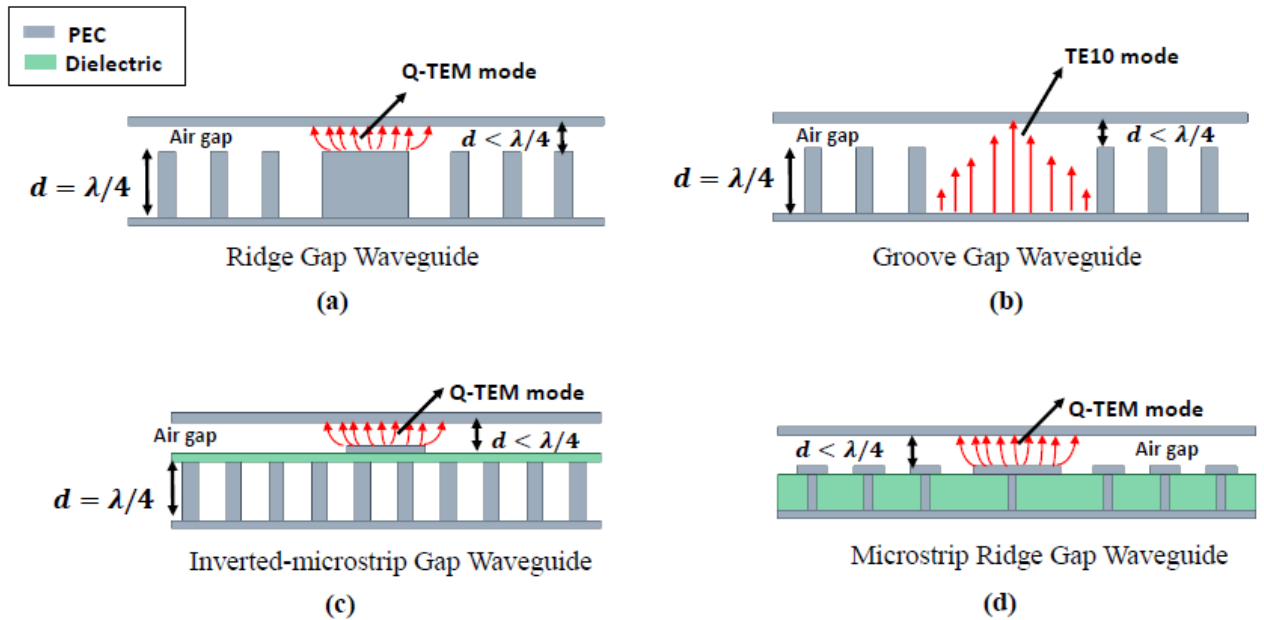 PEC
Dielectric
Q-TEM mode
Air gap
d < λ/4
d = λ/4
Ridge Gap Waveguide
(a)
TE10 mode
Air gap
d < λ/4
d = λ/4
Groove Gap Waveguide
(b)
Q-TEM mode
Air gap
d < λ/4
d = λ/4
Inverted-microstrip Gap Waveguide
(c)
Q-TEM mode
d < λ/4
Air gap
Microstrip Ridge Gap Waveguide
(d)